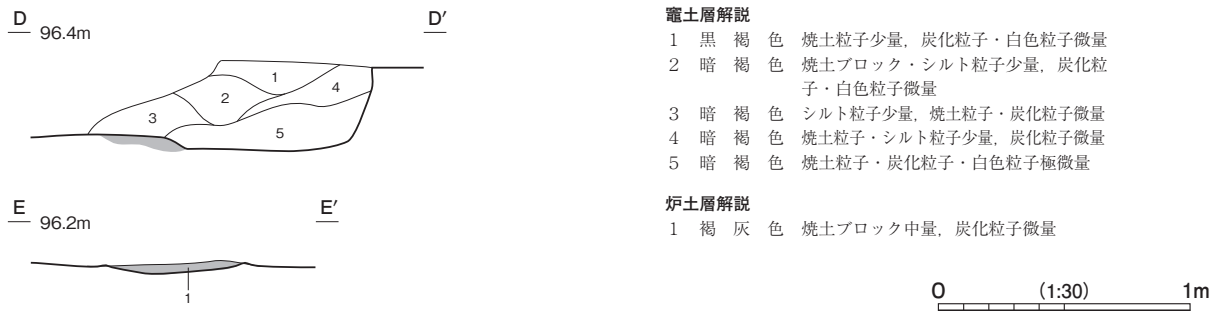 D 96.4m D′
1
2
3
4
5
E 96.2m E′
1
竈土層解説
1 黒 褐 色 焼土粒子少量，炭化粒子・白色粒子微量
2 暗 褐 色 焼土ブロック・シルト粒子少量，炭化粒
子・白色粒子微量
3 暗 褐 色 シルト粒子少量，焼土粒子・炭化粒子微量
4 暗 褐 色 焼土粒子・シルト粒子少量，炭化粒子微量
5 暗 褐 色 焼土粒子・炭化粒子・白色粒子極微量
炉土層解説
1 褐 灰 色 焼土ブロック中量，炭化粒子微量
0 (1:30) 1m